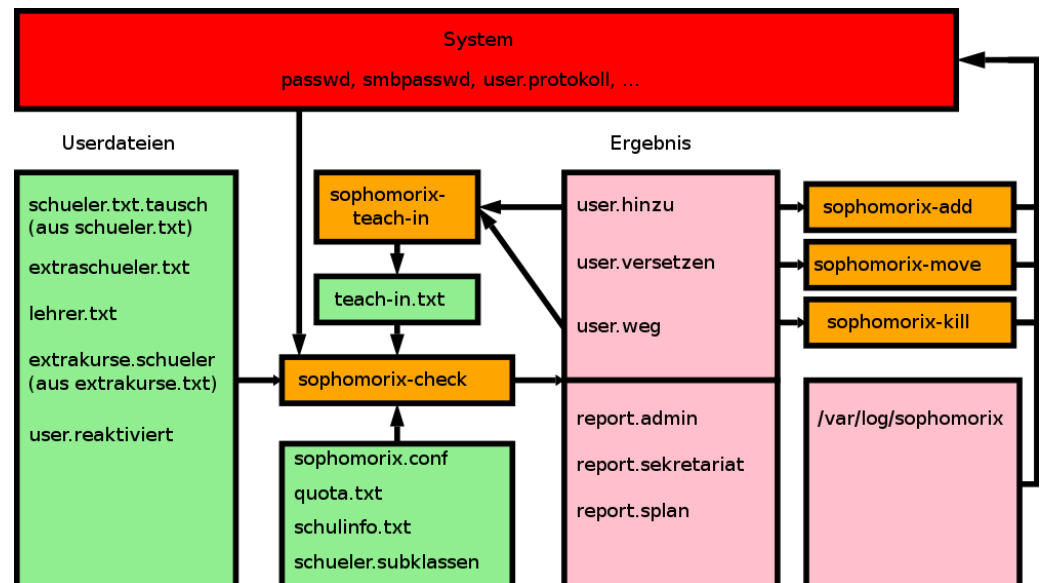 System
passwd, smbpasswd, user.protokoll, ...
Userdateien
Ergebnis
schueler.txt.tausch
(aus schueler.txt)
extraschueler.txt
lehrer.txt
extrakurse.schueler
(aus extrakurse.txt)
user.reaktiviert
sophomorix-
teach-in
teach-in.txt
sophomorix-check
sophomorix.conf
quota.txt
schulinfo.txt
schueler.subklassen
user.hinzu
user.versetzen
user.weg
report.admin
report.sekretariat
report.splan
sophomorix-add
sophomorix-move
sophomorix-kill
/var/log/sophomorix